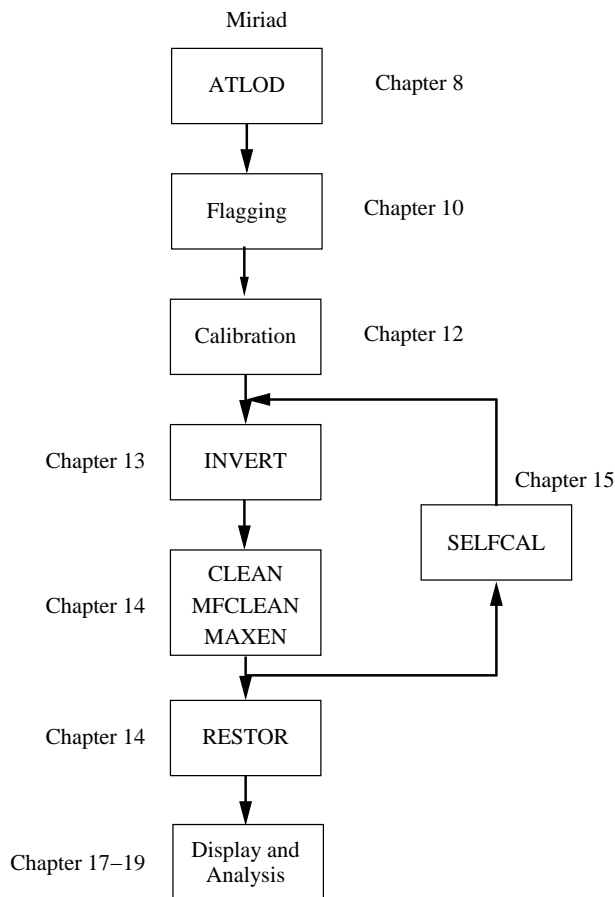 Miriad
ATLOD
Chapter 8
Flagging
Chapter 10
Calibration
Chapter 12
Chapter 13
INVERT
Chapter 15
SELFCAL
Chapter 14
CLEAN
MFCLEAN
MAXEN
Chapter 14
RESTOR
Chapter 17–19
Display and
Analysis